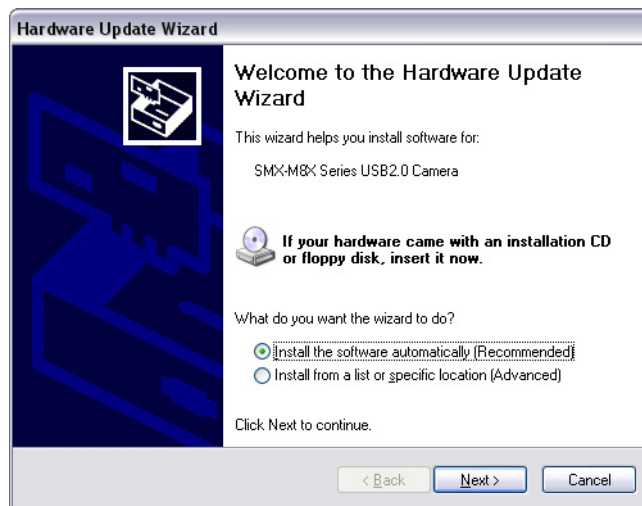 Hardware Update Wizard
Welcome to the Hardware Update
Wizard
This wizard helps you install software for:
SMX-M8X Series USB2.0 Camera
If your hardware came with an installation CD
or floppy disk, insert it now.
What do you want the wizard to do?
Install the software automatically (Recommended)
Install from a list or specific location (Advanced)
Click Next to continue.
< Back Next > Cancel